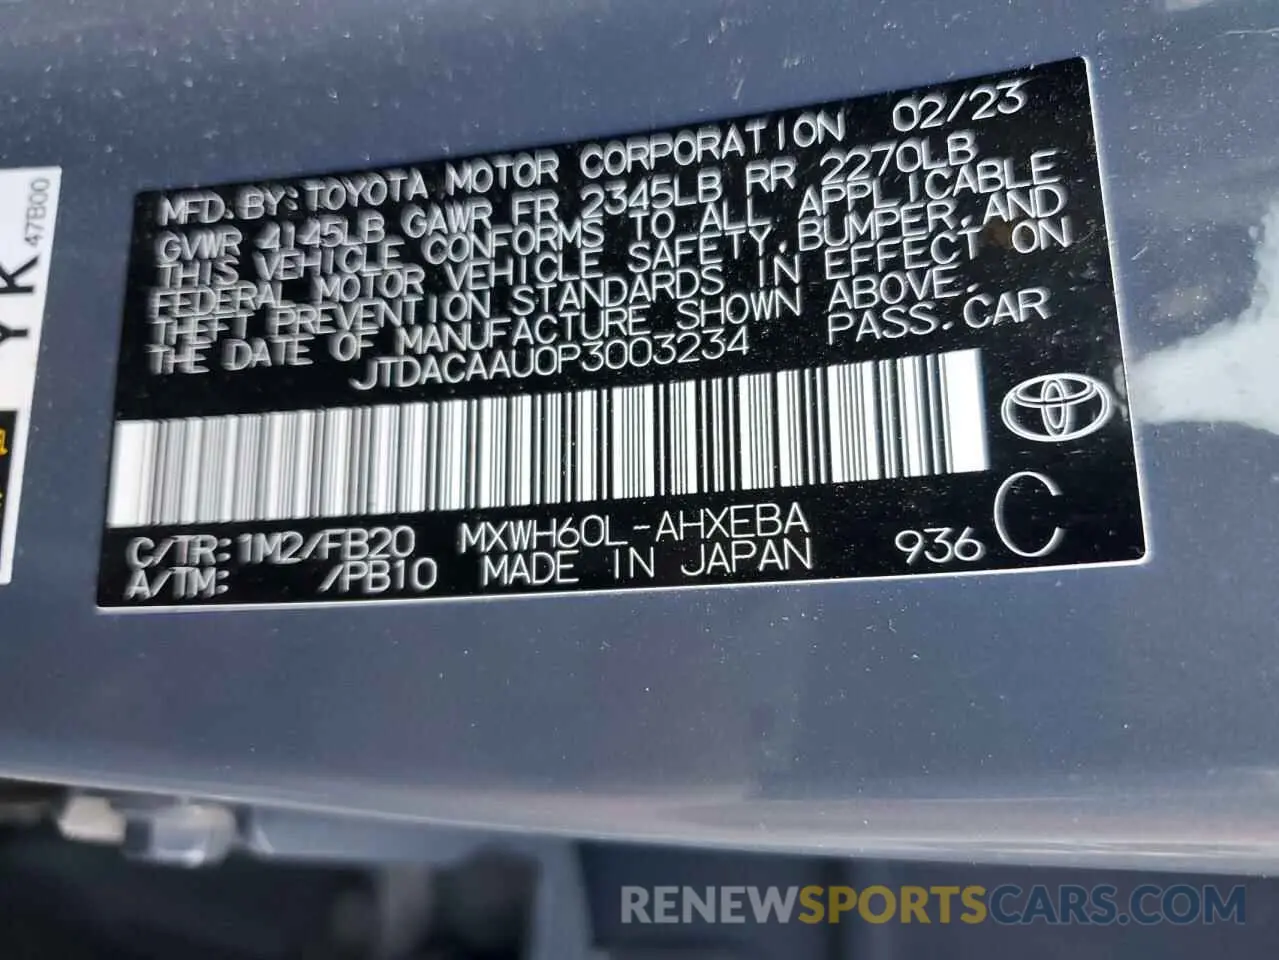 MFD. BY: TOYOTA MOTOR CORPORATION 02/23
GVWR 4145LB GAWR FR 2345LB RR 2270LB
THIS VEHICLE CONFORMS TO ALL APPLICABLE
FEDERAL MOTOR VEHICLE SAFETY, BUMPER, AND
THEFT PREVENTION STANDARDS IN EFFECT ON
THE DATE OF MANUFACTURE SHOWN ABOVE.
JTDACAAU0P3003234 PASS. CAR
C/TR: 1M2/FB20 MXWH60L-AHXEBA
A/TM: /PB10 MADE IN JAPAN 936 C
YK
47B00
RENEWSPORTSCARS.COM